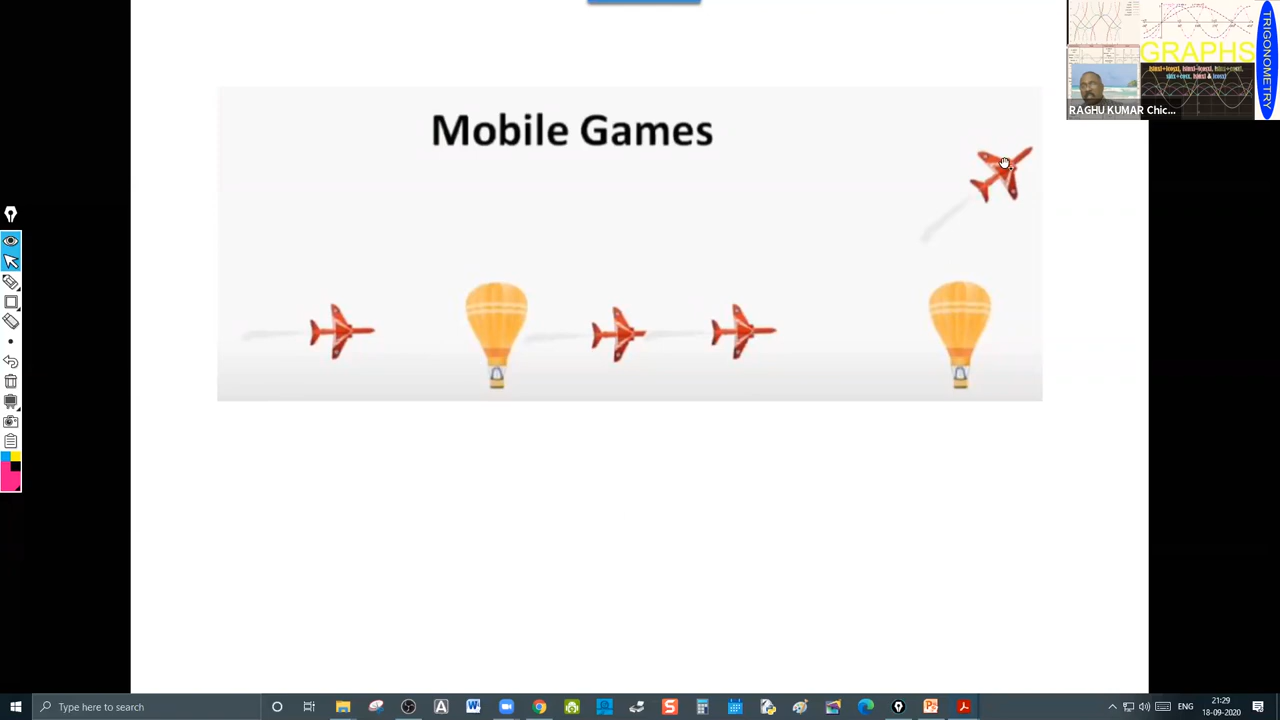 Mobile Games
GRAPHS
TRIGONOMETRY
RAGHU KUMAR Chic...
Type here to search
ENG
21:29
18-09-2020